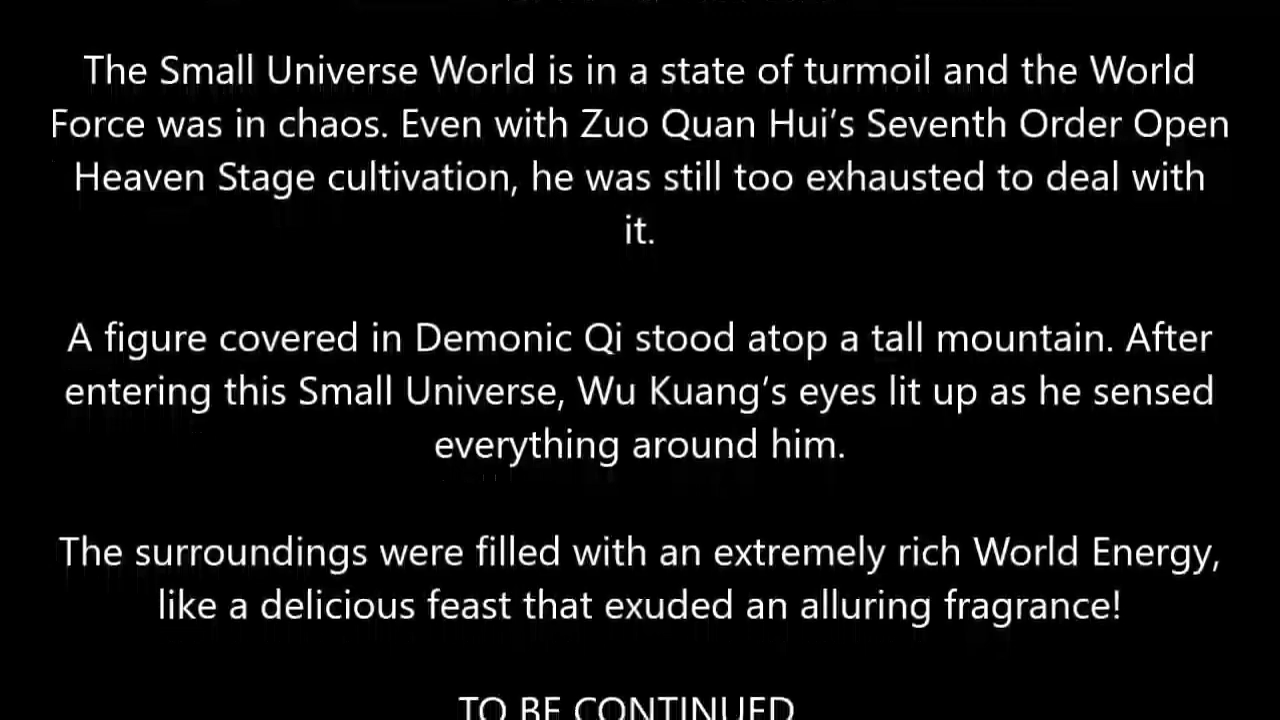 The Small Universe World is in a state of turmoil and the World
Force was in chaos. Even with Zuo Quan Hui’s Seventh Order Open
Heaven Stage cultivation, he was still too exhausted to deal with
it.
A figure covered in Demonic Qi stood atop a tall mountain. After
entering this Small Universe, Wu Kuang’s eyes lit up as he sensed
everything around him.
The surroundings were filled with an extremely rich World Energy,
like a delicious feast that exuded an alluring fragrance!
TO BE CONTINUED